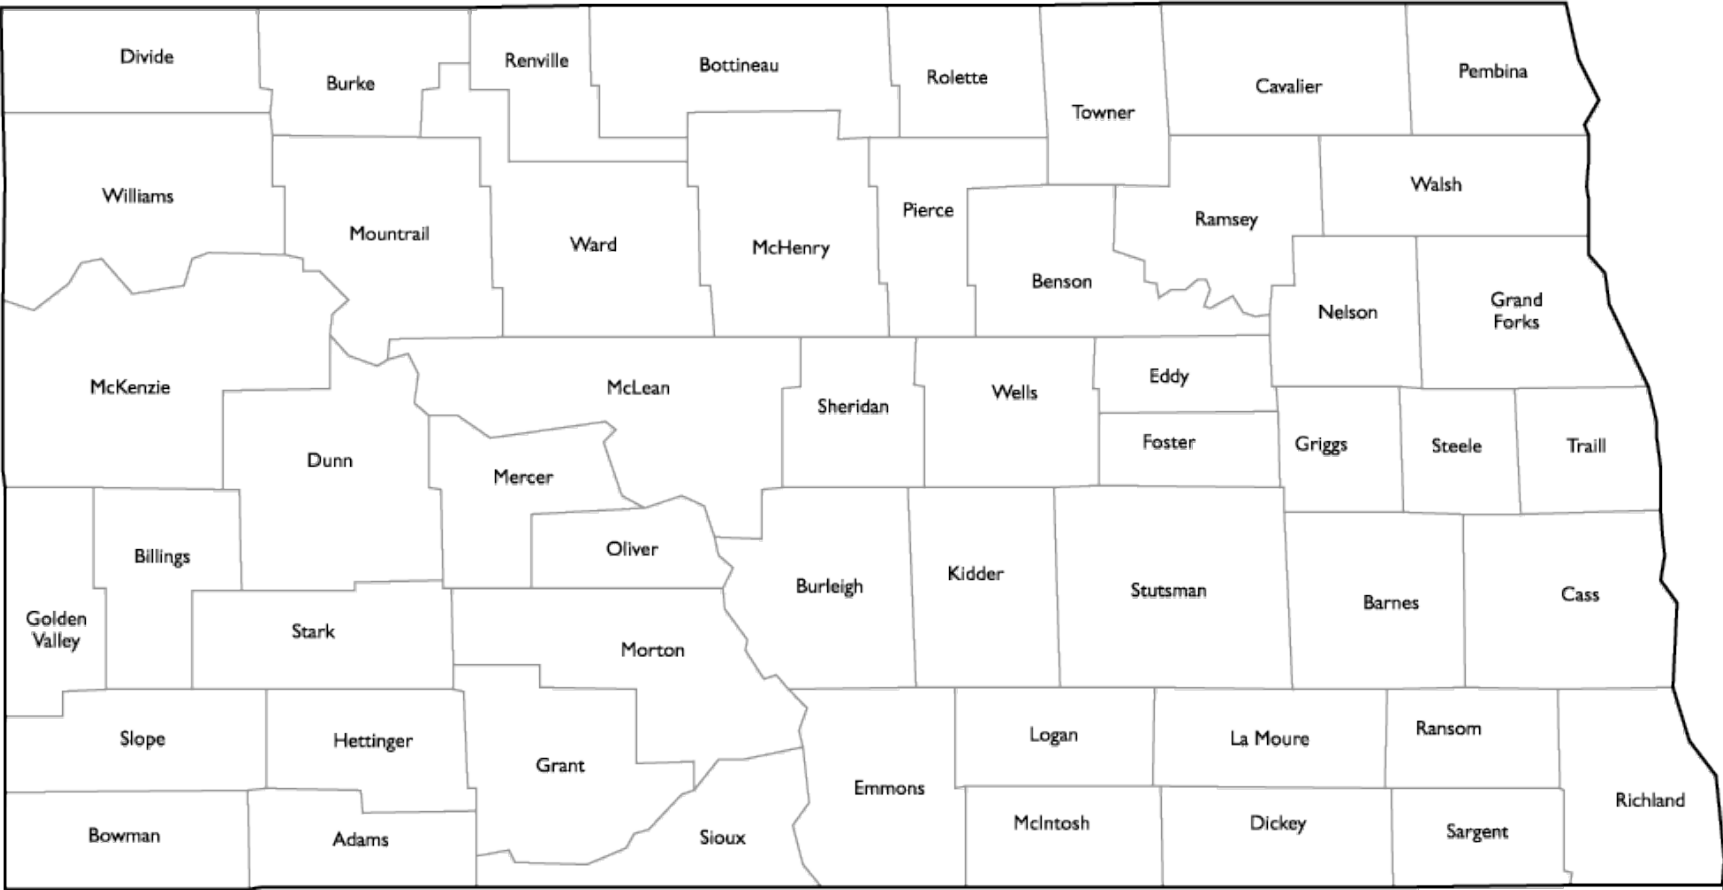 Divide
Burke
Renville
Bottineau
Rolette
Towner
Cavalier
Pembina
Williams
Mountrail
Ward
McHenry
Pierce
Benson
Ramsey
Walsh
Nelson
Grand
Forks
McKenzie
Dunn
McLean
Mercer
Oliver
Sheridan
Wells
Eddy
Foster
Griggs
Steele
Traill
Golden
Valley
Billings
Stark
Morton
Burleigh
Kidder
Stutsman
Barnes
Cass
Slope
Hettinger
Grant
Emmons
Logan
La Moure
Ransom
Richland
Bowman
Adams
Sioux
McIntosh
Dickey
Sargent